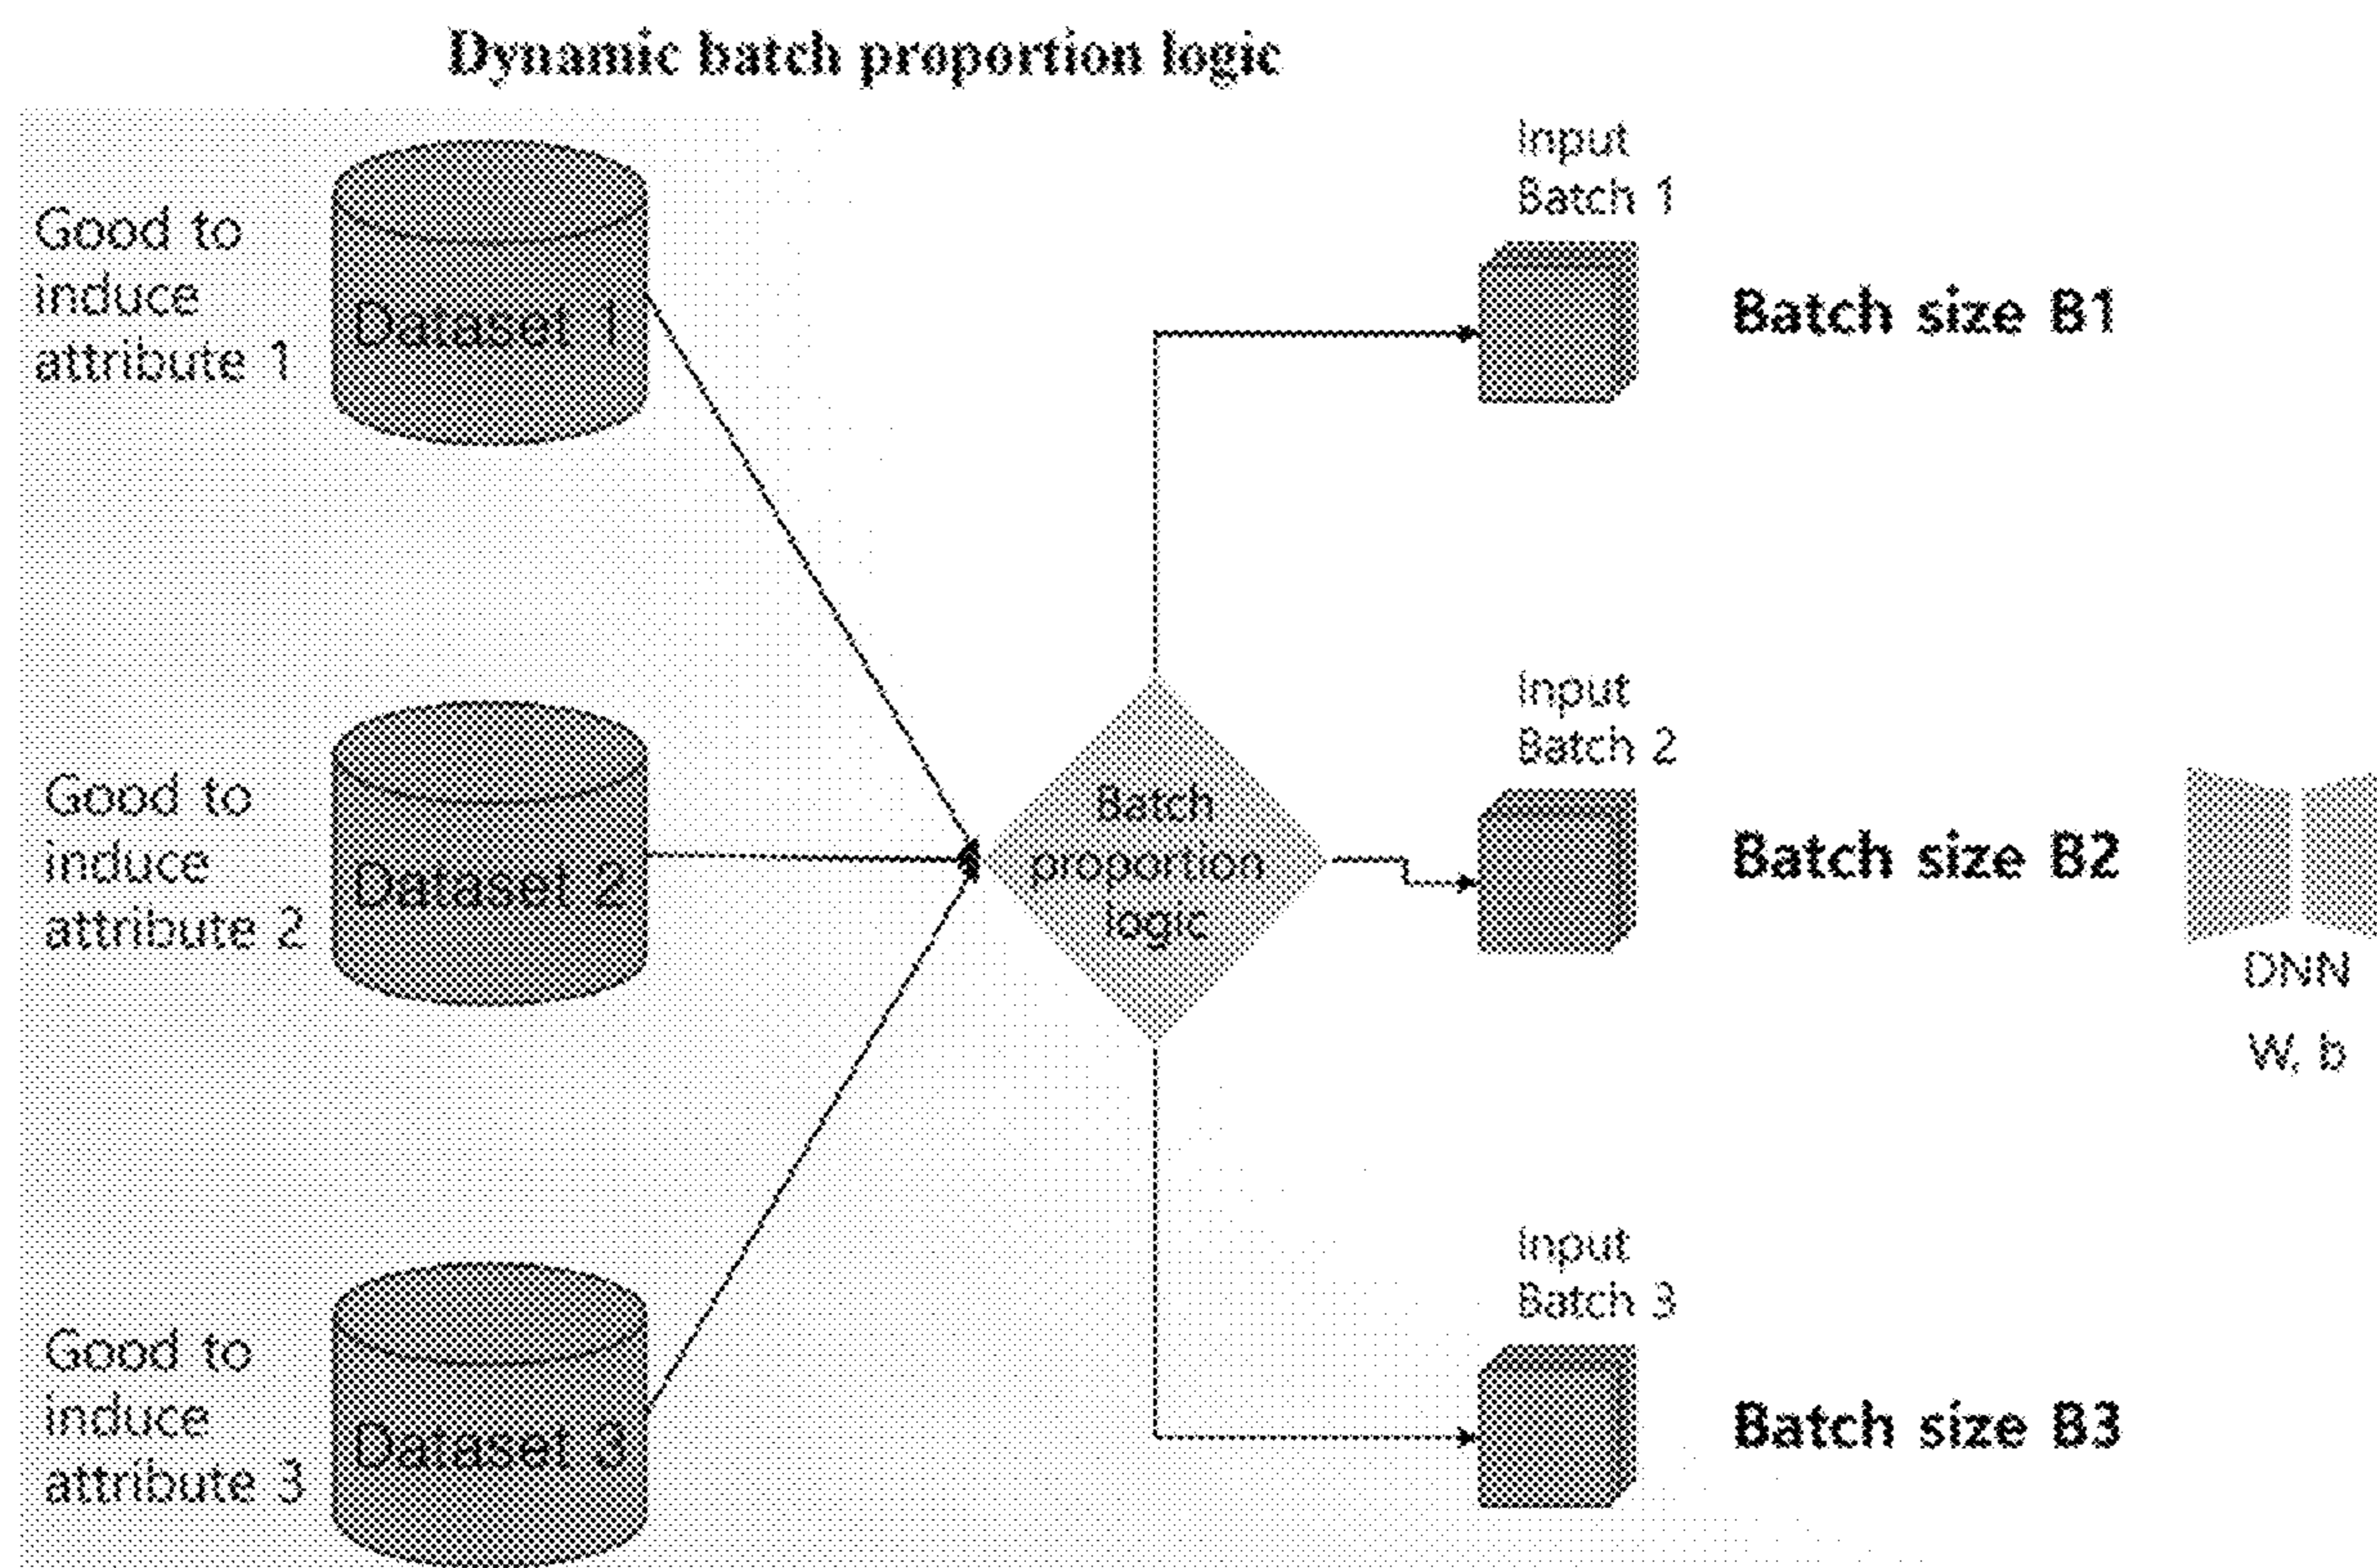 Dynamic batch proportion logic
Good to
induce
attribute 1
Dataset 1
Input
Batch 1
Batch size B1
Good to
induce
attribute 2
Dataset 2
Batch
proportion
logic
Input
Batch 2
Batch size B2
DNN
W, b
Good to
induce
attribute 3
Dataset 3
Input
Batch 3
Batch size B3